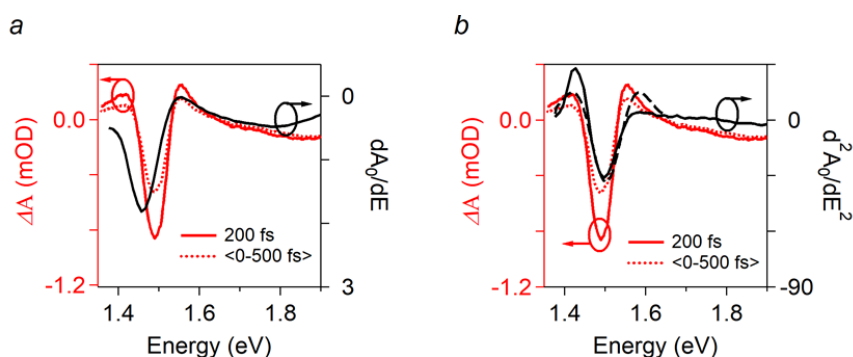 a
b
0.0
-1.2
ΔA (mOD)
0
3
dA0/dE
200 fs
<0-500 fs>
1.4
1.6
1.8
Energy (eV)
0.0
-1.2
ΔA (mOD)
0
-90
d²A0/dE²
200 fs
<0-500 fs>
1.4
1.6
1.8
Energy (eV)